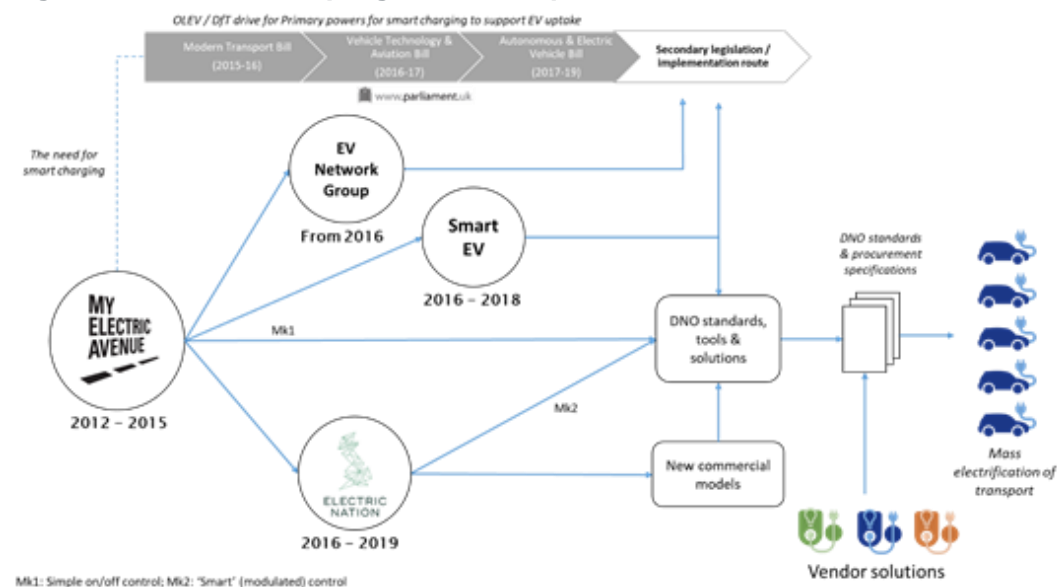 OLEV / DfT drive for Primary powers for smart charging to support EV uptake
Modern Transport Bill
(2015-16)
Vehicle Technology &
Aviation Bill
(2016-17)
Autonomous & Electric
Vehicle Bill
(2017-19)
Secondary legislation /
implementation route
www.parliament.uk
The need for
smart charging
EV
Network
Group
From 2016
Smart
EV
2016 – 2018
MY
ELECTRIC
AVENUE
2012 – 2015
Mk1
Mk2
DNO standards,
tools &
solutions
New commercial
models
ELECTRIC
NATION
2016 – 2019
DNO standards
& procurement
specifications
Mass
electrification of
transport
Vendor solutions
Mk1: Simple on/off control; Mk2: 'Smart' (modulated) control